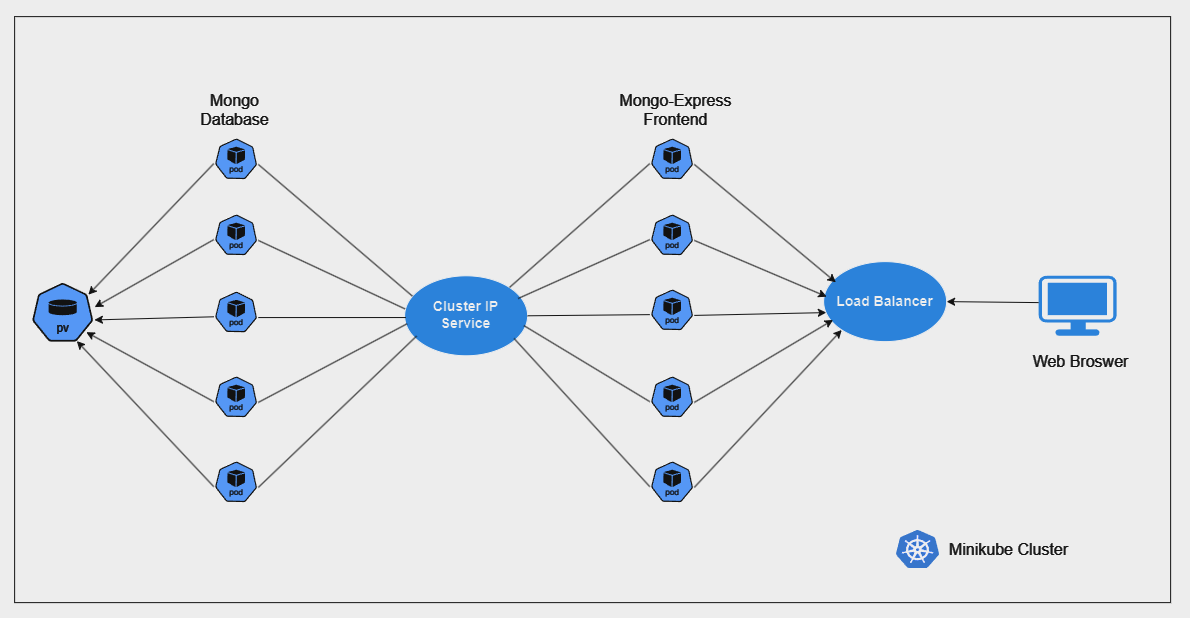 Mongo
Database
Mongo-Express
Frontend
pod
pod
pod
pod
pod
pod
pod
pod
pod
pod
pv
Cluster IP
Service
Load Balancer
Web Broswer
Minikube Cluster